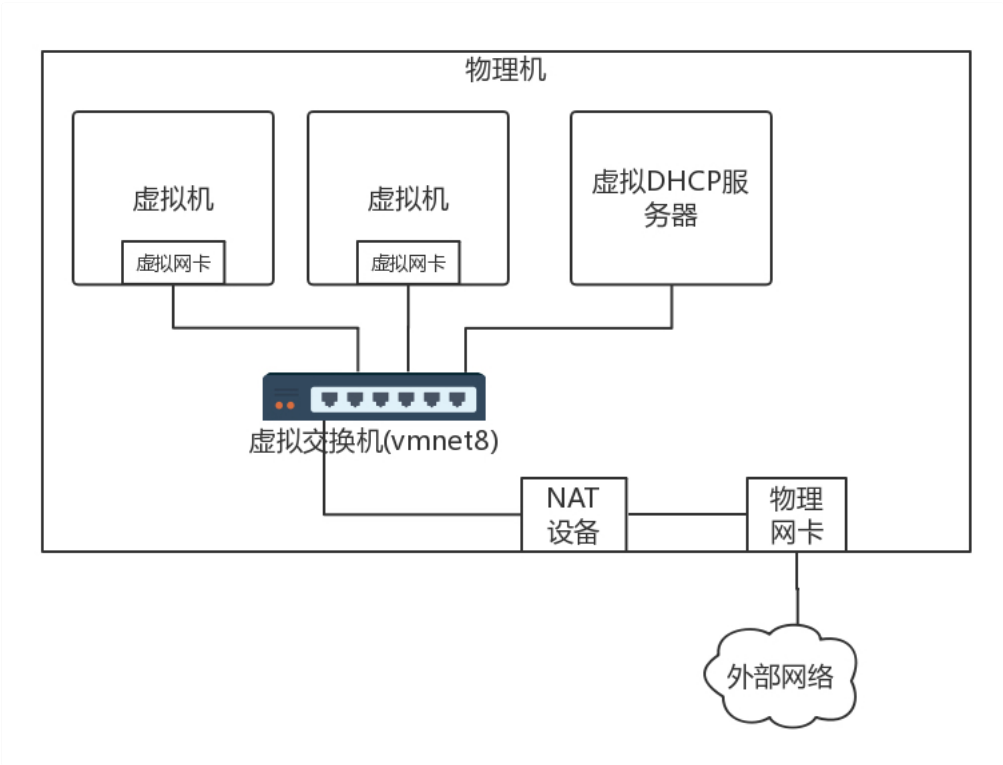 物理机
虚拟机
虚拟网卡
虚拟机
虚拟网卡
虚拟DHCP服
务器
虚拟交换机(vmnet8)
NAT
设备
物理
网卡
外部网络